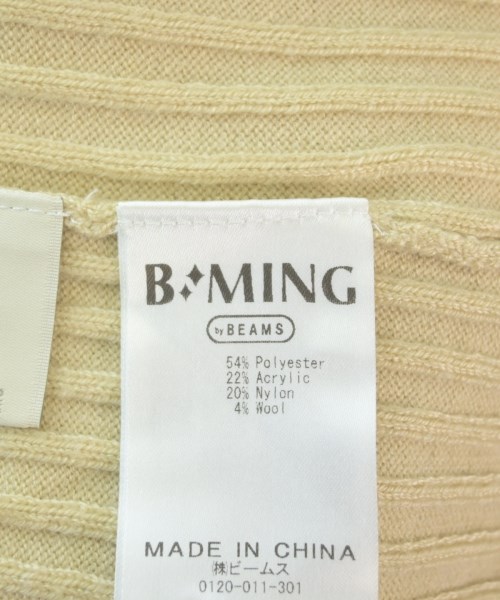 B:MING
by BEAMS
54% Polyester
22% Acrylic
20% Nylon
4% Wool
MADE IN CHINA
㈱ビームス
0120-011-301